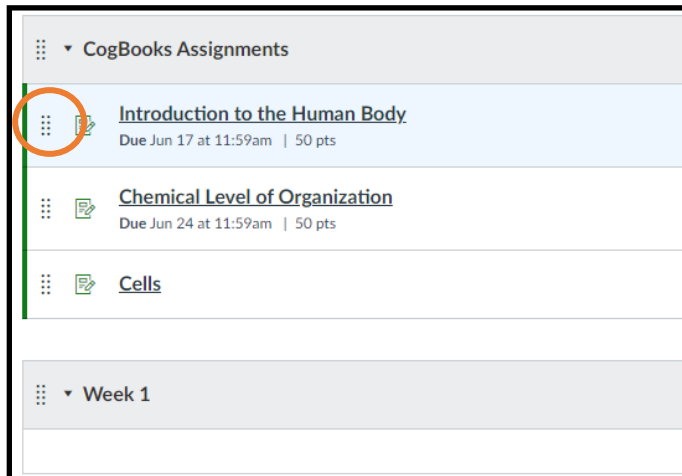 CogBooks Assignments
Introduction to the Human Body
Due Jun 17 at 11:59am | 50 pts
Chemical Level of Organization
Due Jun 24 at 11:59am | 50 pts
Cells
Week 1